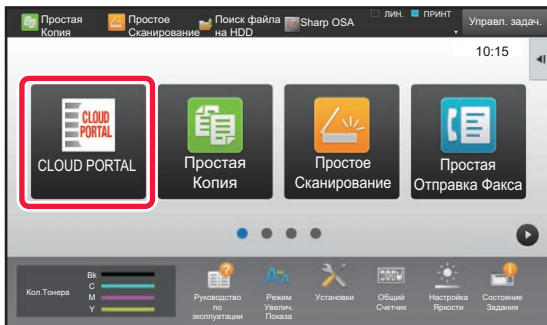 Простая
Копия
Простое
Сканирование
Поиск файла
на HDD
Sharp OSA
ЛИН.
ПРИНТ
Управл. задач.
10:15
CLOUD
PORTAL
CLOUD PORTAL
Простая
Копия
Простое
Сканирование
Простая
Отправка Факса
Кол.Тонера
Bk
C
M
Y
Руководство
по
эксплуатации
Режим
Увелич.
Показа
Установки
Общий
Счетчик
Настройка
Яркости
Состояние
Задания